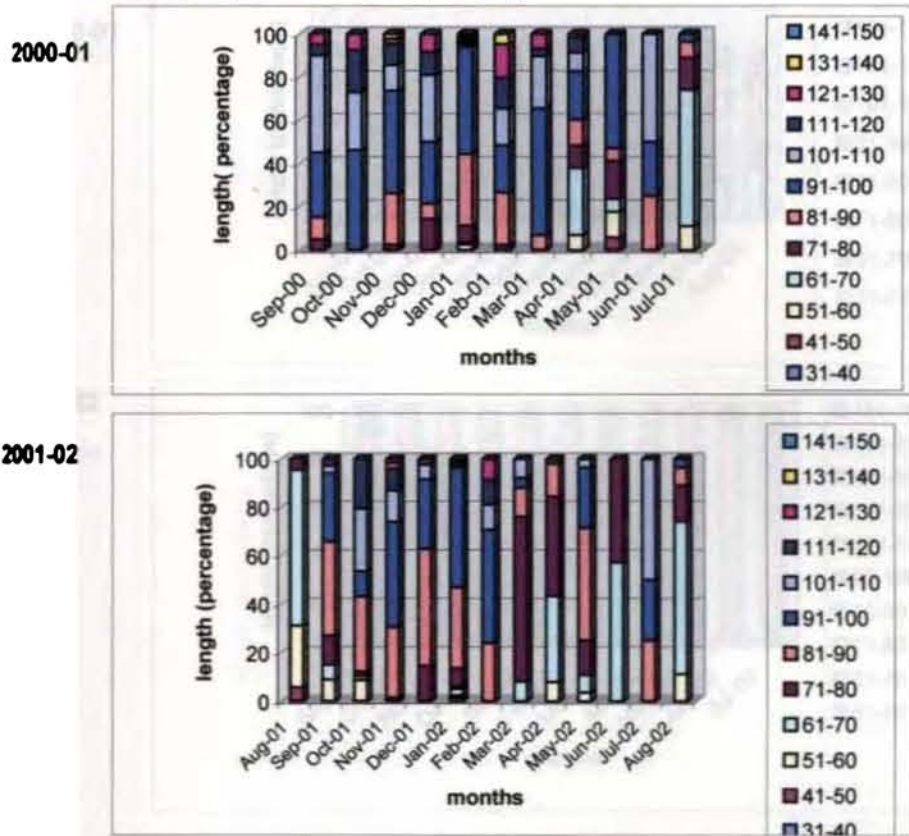 2000-01
length( percentage)
100
80
60
40
20
0
Sep-00
Oct-00
Nov-00
Dec-00
Jan-01
Feb-01
Mar-01
Apr-01
May-01
Jun-01
Jul-01
months
141-150
131-140
121-130
111-120
101-110
91-100
81-90
71-80
61-70
51-60
41-50
31-40
2001-02
length (percentage)
100
80
60
40
20
0
Aug-01
Sep-01
Oct-01
Nov-01
Dec-01
Jan-02
Feb-02
Mar-02
Apr-02
May-02
Jun-02
Jul-02
Aug-02
months
141-150
131-140
121-130
111-120
101-110
91-100
81-90
71-80
61-70
51-60
41-50
31-40